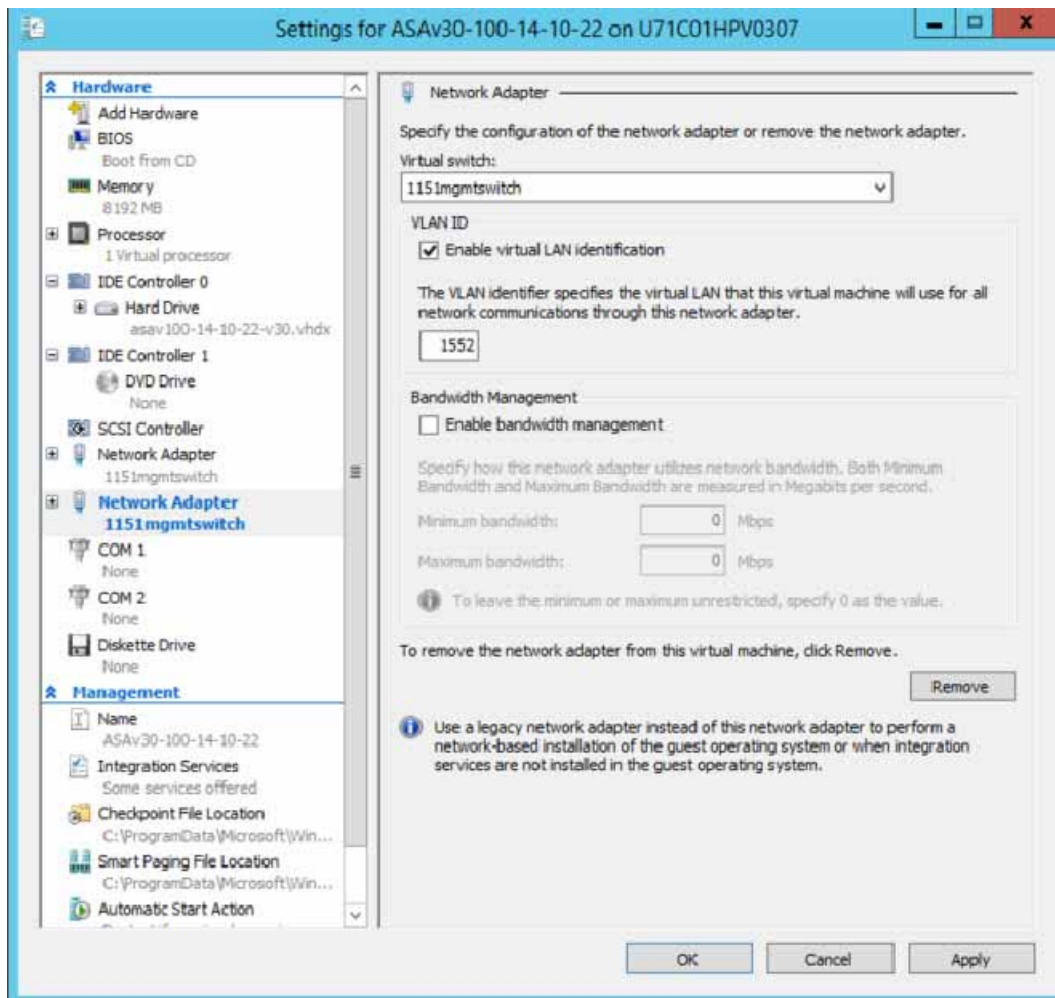 Settings for ASAv30-100-14-10-22 on U71C01HPV0307
Hardware
Add Hardware
BIOS
Boot from CD
Memory
8192 MB
Processor
1 Virtual processor
IDE Controller 0
Hard Drive
asav100-14-10-22-v30.vhdx
IDE Controller 1
DVD Drive
None
SCSI Controller
Network Adapter
1151mgmtswitch
Network Adapter
1151mgmtswitch
COM 1
None
COM 2
None
Diskette Drive
None
Management
Name
ASAv30-100-14-10-22
Integration Services
Some services offered
Checkpoint File Location
C:\ProgramData\Microsoft\Win...
Smart Paging File Location
C:\ProgramData\Microsoft\Win...
Automatic Start Action
Network Adapter
Specify the configuration of the network adapter or remove the network adapter.
Virtual switch:
1151mgmtswitch
VLAN ID
Enable virtual LAN identification
The VLAN identifier specifies the virtual LAN that this virtual machine will use for all
network communications through this network adapter.
1552
Bandwidth Management
Enable bandwidth management
Specify how this network adapter utilizes network bandwidth. Both Minimum
Bandwidth and Maximum Bandwidth are measured in Megabits per second.
Minimum bandwidth: 0 Mbps
Maximum bandwidth: 0 Mbps
To leave the minimum or maximum unrestricted, specify 0 as the value.
To remove the network adapter from this virtual machine, click Remove.
Remove
Use a legacy network adapter instead of this network adapter to perform a
network-based installation of the guest operating system or when integration
services are not installed in the guest operating system.
OK Cancel Apply